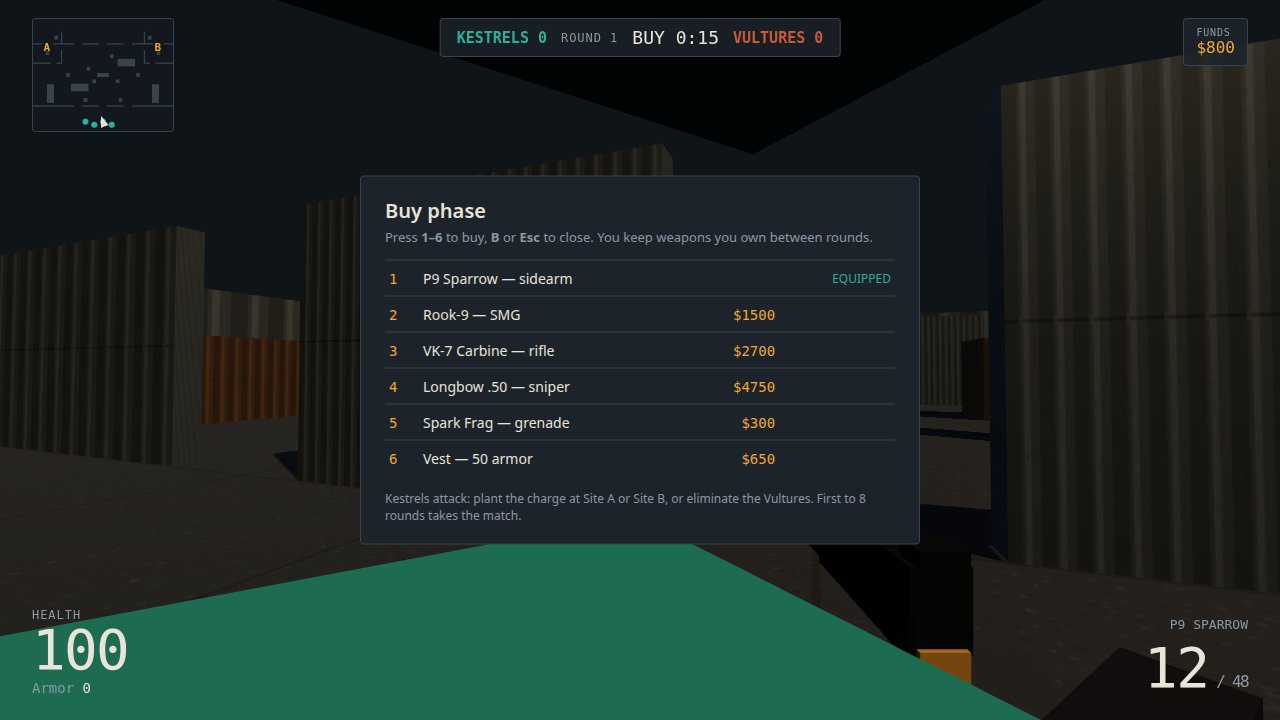 A B
KESTRELS 0 ROUND 1 BUY 0:15 VULTURES 0
FUNDS
$800
Buy phase
Press 1–6 to buy, B or Esc to close. You keep weapons you own between rounds.
1 P9 Sparrow — sidearm EQUIPPED
2 Rook-9 — SMG $1500
3 VK-7 Carbine — rifle $2700
4 Longbow .50 — sniper $4750
5 Spark Frag — grenade $300
6 Vest — 50 armor $650
Kestrels attack: plant the charge at Site A or Site B, or eliminate the Vultures. First to 8
rounds takes the match.
HEALTH
100
Armor 0
P9 SPARROW
12 / 48